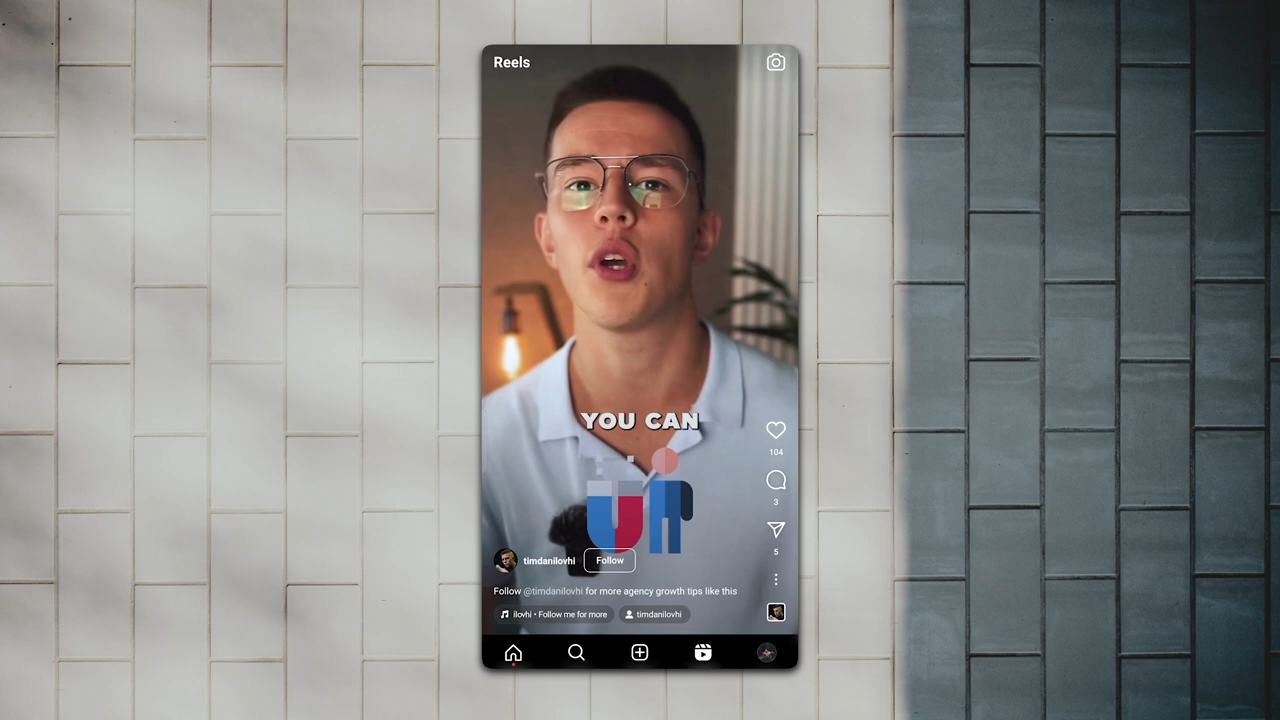 Reels
YOU CAN
104
3
5
timdanilovhi
Follow
Follow @timdanilovhi for more agency growth tips like this
ilovhi • Follow me for more
timdanilovhi